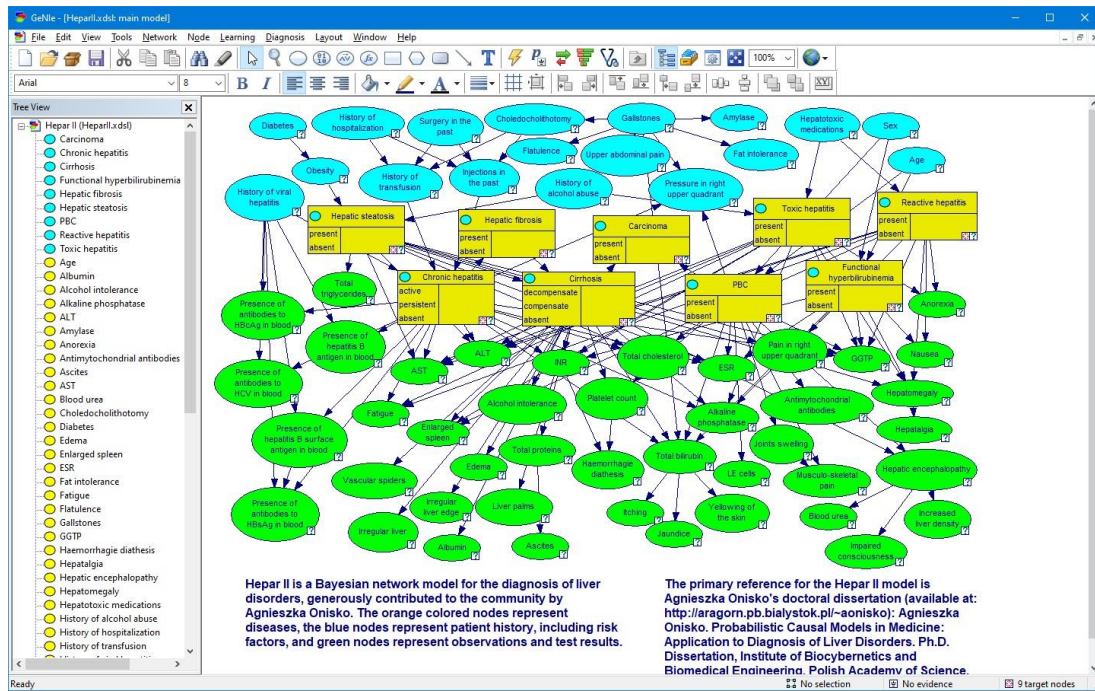 GeNIe - [HeparII.xdsl: main model]
File Edit View Tools Network Node Learning Diagnosis Layout Window Help
100%
Arial
8
B I A
Tree View
Hepar II (HeparII.xdsl)
Carcinoma
Chronic hepatitis
Cirrhosis
Functional hyperbilirubinemia
Hepatic fibrosis
Hepatic steatosis
PBC
Reactive hepatitis
Toxic hepatitis
Age
Albumin
Alcohol intolerance
Alkaline phosphatase
ALT
Amylase
Anorexia
Antimytochondrial antibodies
Ascites
AST
Blood urea
Choledocholithotomy
Diabetes
Edema
Enlarged spleen
ESR
Fat intolerance
Fatigue
Flatulence
Gallstones
GGTP
Haemorrhagie diathesis
Hepatalgia
Hepatic encephalopathy
Hepatomegaly
Hepatotoxic medications
History of alcohol abuse
History of hospitalization
History of transfusion
Diabetes
History of
hospitalization
Surgery in the
past
Choledocholithotomy
Gallstones
Amylase
Hepatotoxic
medications
Sex
Flatulence
Upper abdominal pain
Fat intolerance
Age
Obesity
History of
transfusion
Injections in
the past
History of
alcohol abuse
Pressure in right
upper quadrant
History of viral
hepatitis
Hepatic steatosis
present
absent
Hepatic fibrosis
present
absent
Carcinoma
present
absent
Toxic hepatitis
present
absent
Reactive hepatitis
present
absent
Chronic hepatitis
active
persistent
absent
Cirrhosis
decompensate
compensate
absent
PBC
present
absent
Functional
hyperbilirubinemia
present
absent
Total
triglycerides
Presence of
antibodies to
HBcAg in blood
Anorexia
Presence of
hepatitis B
antigen in blood
ALT
AST
INR
Total cholesterol
ESR
Pain in right
upper quadrant
GGTP
Nausea
Presence of
antibodies to
HCV in blood
Hepatomegaly
Fatigue
Alcohol intolerance
Platelet count
Alkaline
phosphatase
Antimytochondrial
antibodies
Enlarged
spleen
Hepatalgia
Presence of
hepatitis B surface
antigen in blood
Total proteins
Joints swelling
Edema
Haemorrhagie
diathesis
Total bilirubin
LE cells
Musculo-skeletal
pain
Hepatic encephalopathy
Vascular spiders
Irregular
liver edge
Liver palms
Presence of
antibodies to
HBsAg in blood
Itching
Yellowing of
the skin
Blood urea
Increased
liver density
Irregular liver
Albumin
Ascites
Jaundice
Impaired
consciousness
Hepar II is a Bayesian network model for the diagnosis of liver
disorders, generously contributed to the community by
Agnieszka Onisko. The orange colored nodes represent
diseases, the blue nodes represent patient history, including risk
factors, and green nodes represent observations and test results.
The primary reference for the Hepar II model is
Agnieszka Onisko's doctoral dissertation (available at:
http://aragorn.pb.bialystok.pl/~aonisko): Agnieszka
Onisko. Probabilistic Causal Models in Medicine:
Application to Diagnosis of Liver Disorders. Ph.D.
Dissertation, Institute of Biocybernetics and
Biomedical Engineering, Polish Academy of Science,
Ready
No selection
No evidence
9 target nodes